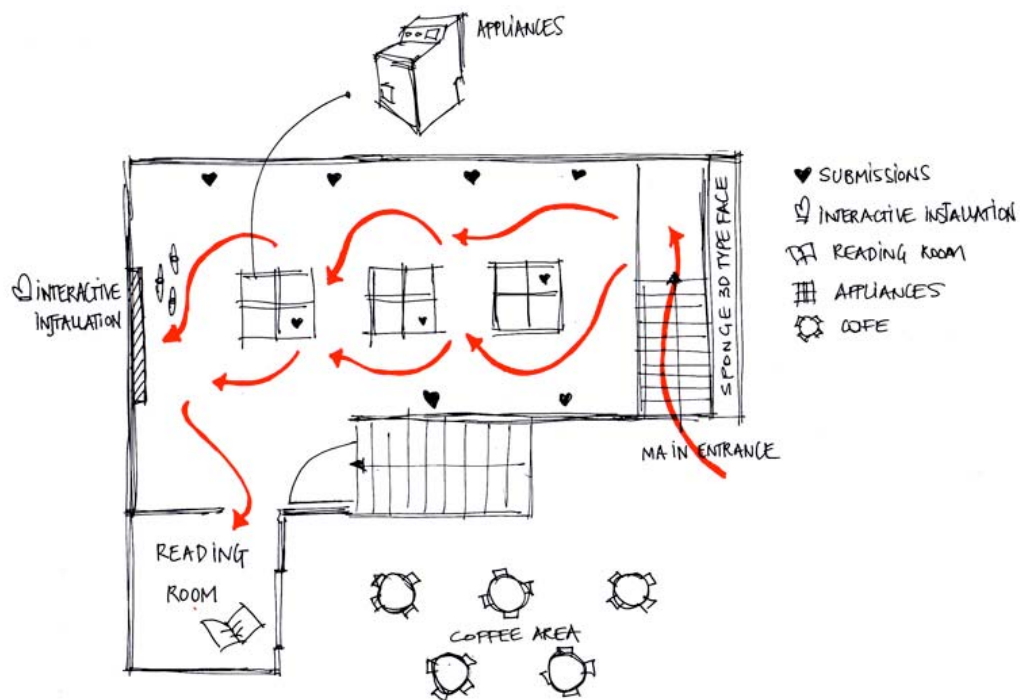 APPLIANCES
SPONGE 3D TYPE FACE
♥ SUBMISSIONS
INTERACTIVE INSTALLATION
READING ROOM
APPLIANCES
COFE
INTERACTIVE
INSTALLATION
MAIN ENTRANCE
READING
ROOM
COFFEE AREA